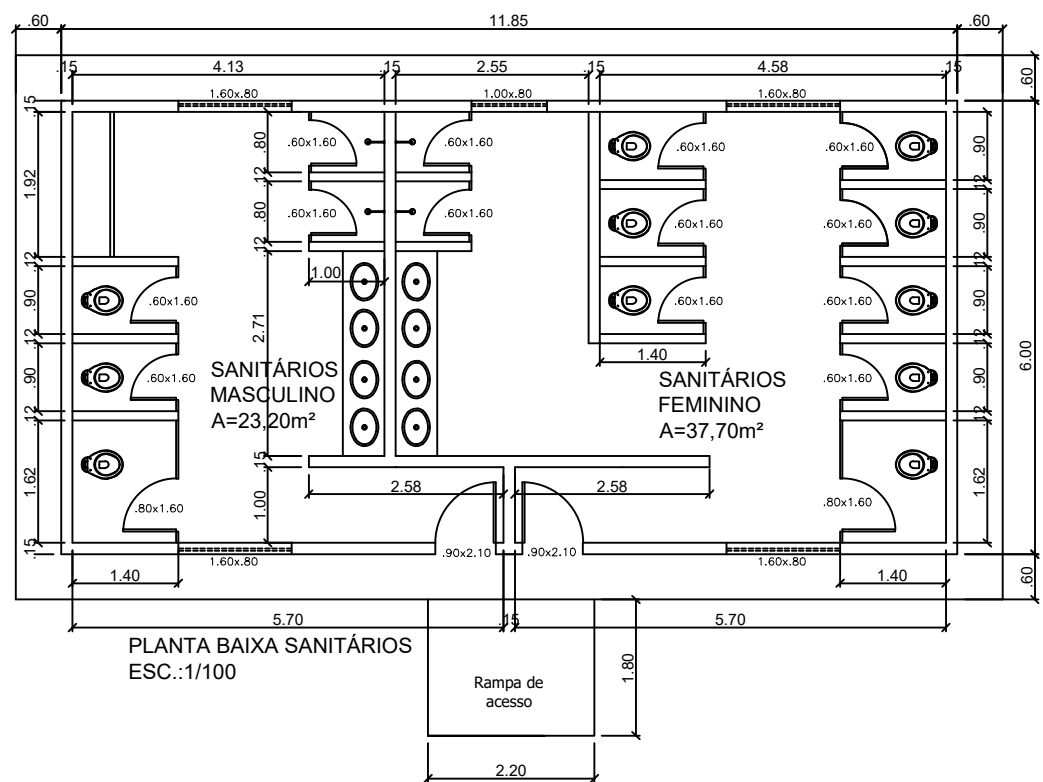 .60
11.85
.60
.15
4.13
.15
2.55
.15
4.58
.15
.60
1.60x.80
1.00x.80
1.60x.80
.15
1.92
.80
.60x1.60
.60x1.60
.60x1.60
.60x1.60
.90
.12
.12
.80
.60x1.60
.60x1.60
.60x1.60
.60x1.60
.90
.12
.12
.12
1.00
.90
.60x1.60
.60x1.60
.60x1.60
.90
6.00
.12
2.71
1.40
.12
.90
.60x1.60
SANITÁRIOS
MASCULINO
A=23,20m²
SANITÁRIOS
FEMININO
A=37,70m²
.60x1.60
.90
.12
.12
.15
1.62
2.58
2.58
1.62
.80x1.60
1.00
.80x1.60
.15
.90x2.10
.90x2.10
1.60x.80
1.60x.80
1.40
1.40
.60
5.70
.15
5.70
PLANTA BAIXA SANITÁRIOS
ESC.:1/100
Rampa de
acesso
1.80
2.20